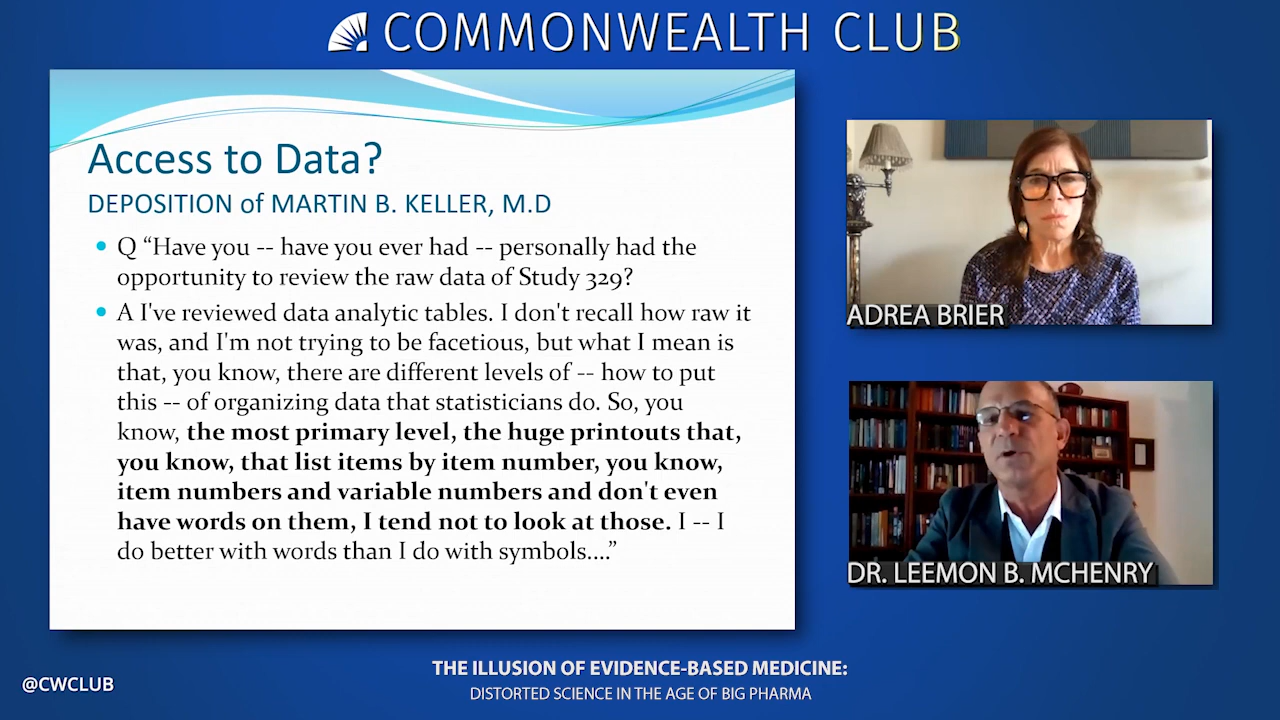 COMMONWEALTH CLUB
Access to Data?
DEPOSITION of MARTIN B. KELLER, M.D
• Q “Have you -- have you ever had -- personally had the
opportunity to review the raw data of Study 329?
• A I've reviewed data analytic tables. I don't recall how raw it
was, and I'm not trying to be facetious, but what I mean is
that, you know, there are different levels of -- how to put
this -- of organizing data that statisticians do. So, you
know, the most primary level, the huge printouts that,
you know, that list items by item number, you know,
item numbers and variable numbers and don't even
have words on them, I tend not to look at those. I -- I
do better with words than I do with symbols....”
ADREA BRIER
DR. LEEMON B. MCHENRY
@CWCLUB
THE ILLUSION OF EVIDENCE-BASED MEDICINE:
DISTORTED SCIENCE IN THE AGE OF BIG PHARMA